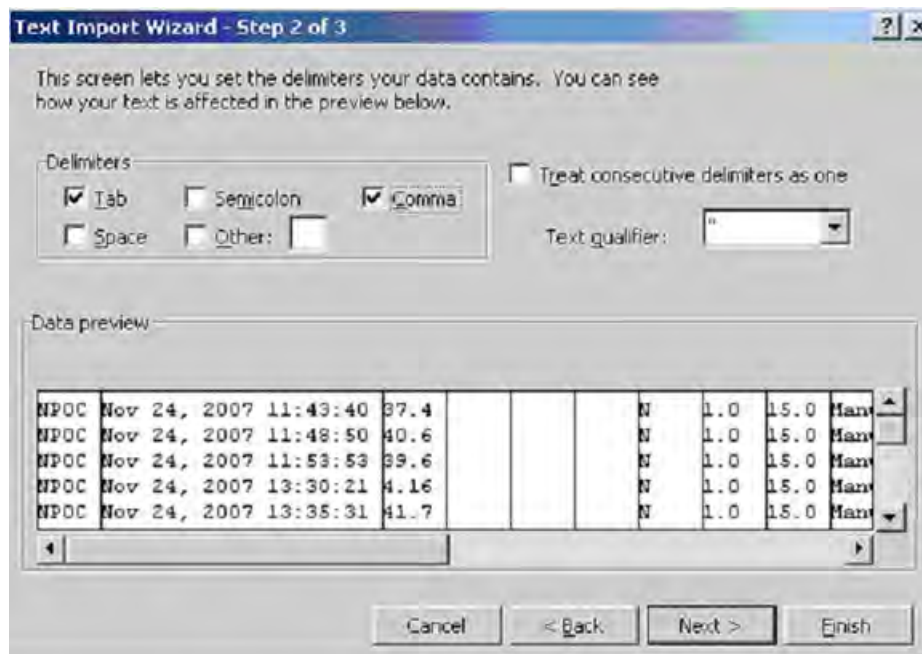 Text Import Wizard - Step 2 of 3
This screen lets you set the delimiters your data contains. You can see
how your text is affected in the preview below.
Delimiters
Tab Semicolon Comma
Space Other:
Treat consecutive delimiters as one
Text qualifier: "
Data preview
NPOC Nov 24, 2007 11:43:40 37.4 N 1.0 15.0 Man
NPOC Nov 24, 2007 11:48:50 40.6 N 1.0 15.0 Man
NPOC Nov 24, 2007 11:53:53 39.6 N 1.0 15.0 Man
NPOC Nov 24, 2007 13:30:21 4.16 N 1.0 15.0 Man
NPOC Nov 24, 2007 13:35:31 41.7 N 1.0 15.0 Man
Cancel < Back Next > Finish